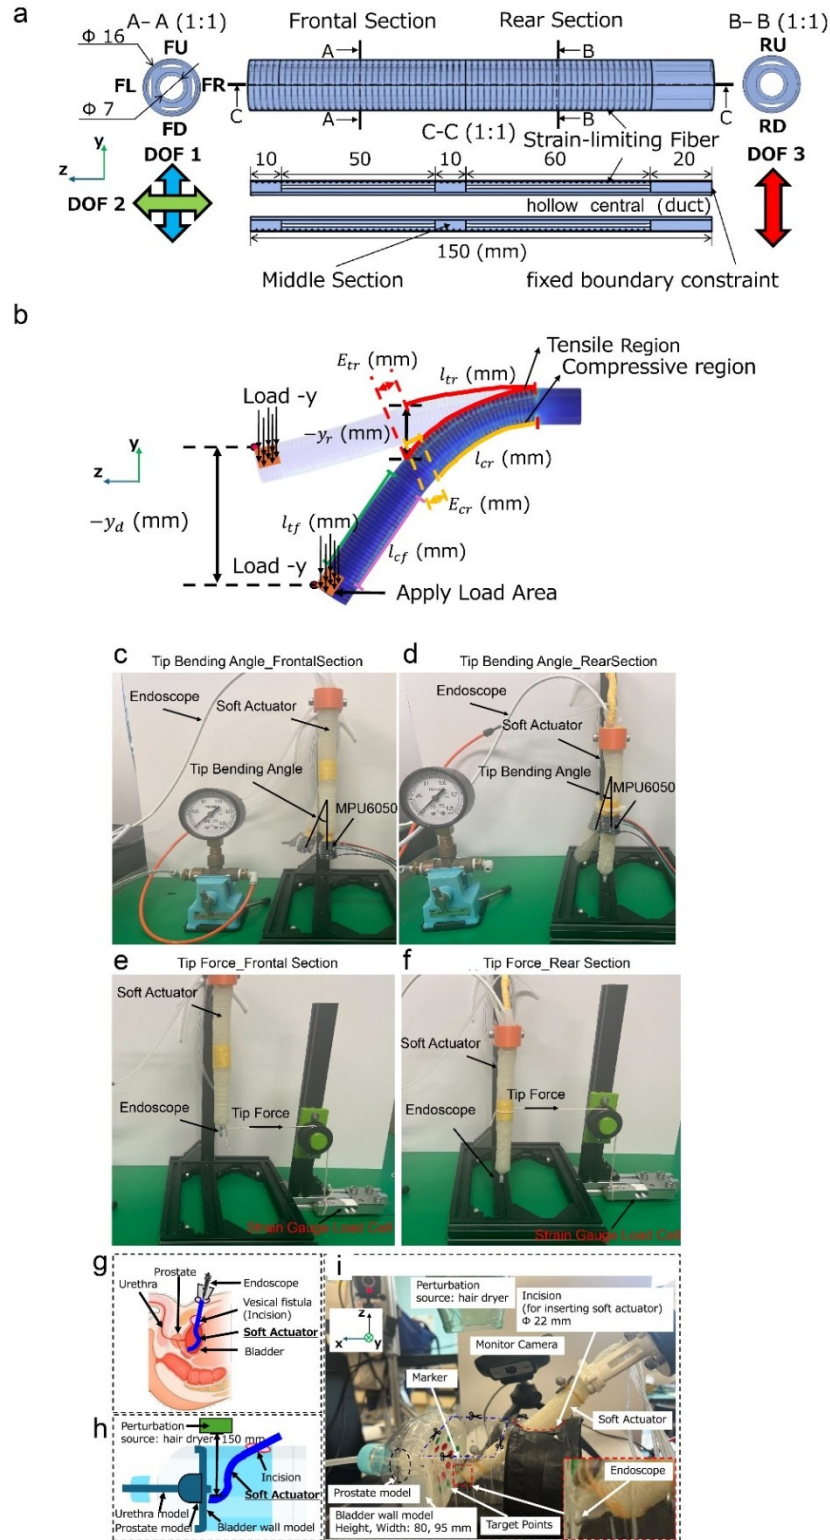 a
A-A (1:1)
Φ 16
FU
FL
FR
Φ 7
FD
Frontal Section
Rear Section
A
B
A
B
C
C
B-B (1:1)
RU
RD
C-C (1:1)
Strain-limiting Fiber
y
z
DOF 1
DOF 2
DOF 3
10
50
10
60
20
hollow central (duct)
150 (mm)
Middle Section
fixed boundary constraint
b
E_tr (mm)
l_tr (mm)
Tensile Region
Compressive region
Load -y
-y_r (mm)
y
z
l_cr (mm)
-y_d (mm)
E_cr (mm)
l_tf (mm)
l_cf (mm)
Load -y
Apply Load Area
c
Tip Bending Angle_FrontalSection
Endoscope
Soft Actuator
Tip Bending Angle
MPU6050
d
Tip Bending Angle_RearSection
Endoscope
Soft Actuator
Tip Bending Angle
MPU6050
e
Tip Force_Frontal Section
Soft Actuator
Endoscope
Tip Force
Strain Gauge Load Cell
f
Tip Force_Rear Section
Soft Actuator
Endoscope
Tip Force
Strain Gauge Load Cell
g
Prostate
Urethra
Endoscope
Vesical fistula
(Incision)
Soft Actuator
Bladder
h
Perturbation
source: hair dryer
150 mm
Incision
Soft Actuator
Urethra model
Prostate model
Bladder wall model
i
Perturbation
source: hair dryer
Incision
(for inserting soft actuator)
Φ 22 mm
z
x
y
Monitor Camera
Marker
Soft Actuator
Endoscope
Prostate model
Bladder wall model
Height, Width: 80, 95 mm
Target Points